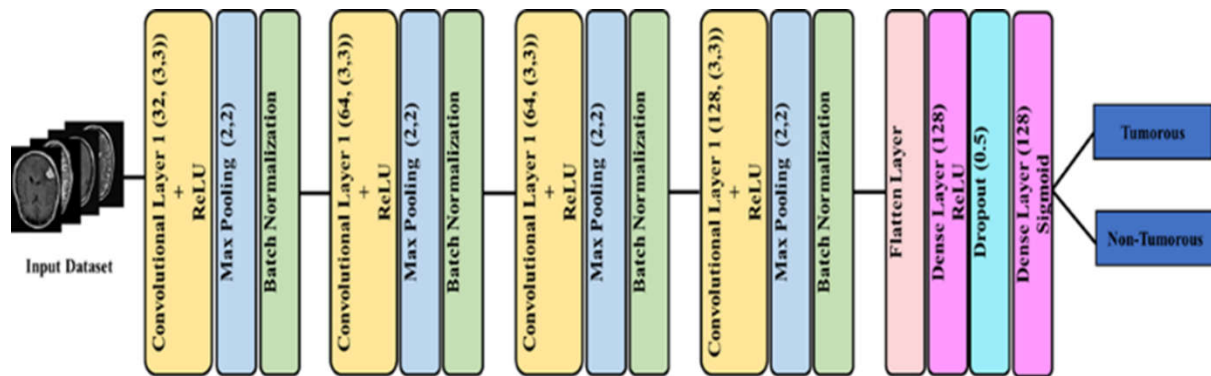 Input Dataset
Convolutional Layer 1 (32, (3,3))
+
ReLU
Max Pooling (2,2)
Batch Normalization
Convolutional Layer 1 (64, (3,3))
+
ReLU
Max Pooling (2,2)
Batch Normalization
Convolutional Layer 1 (64, (3,3))
+
ReLU
Max Pooling (2,2)
Batch Normalization
Convolutional Layer 1 (128, (3,3))
+
ReLU
Max Pooling (2,2)
Batch Normalization
Flatten Layer
Dense Layer (128)
ReLU
Dropout (0.5)
Dense Layer (128)
Sigmoid
Tumorous
Non-Tumorous